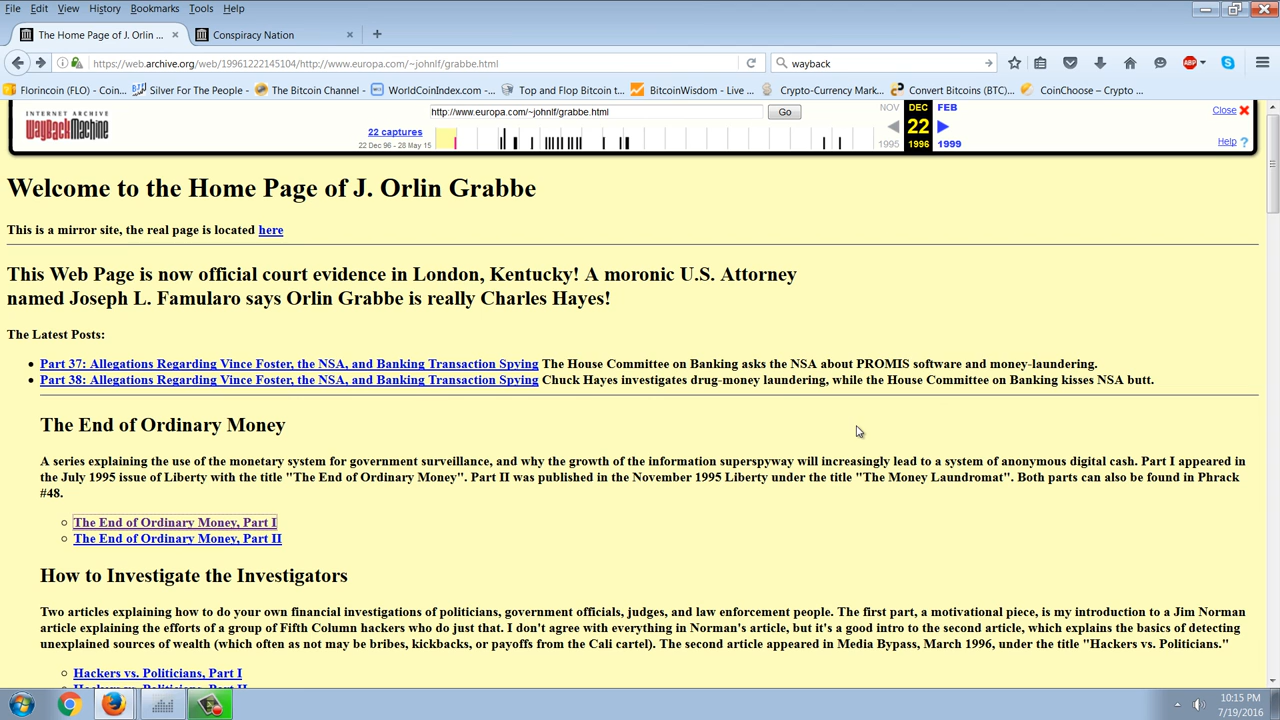 File Edit View History Bookmarks Tools Help
The Home Page of J. Orlin ... × Conspiracy Nation × +
https://web.archive.org/web/19961222145104/http://www.europa.com/~johnlf/grabbe.html wayback ABP
Florincoin (FLO) - Coin... Silver For The People - The Bitcoin Channel - WorldCoinIndex.com -... Top and Flop Bitcoin t... BitcoinWisdom - Live ... Crypto-Currency Mark... Convert Bitcoins (BTC)... CoinChoose – Crypto ...
INTERNET ARCHIVE http://www.europa.com/~johnlf/grabbe.html Go NOV DEC FEB Close
WayBackMachine 22 captures 22
22 Dec 96 - 28 May 15 1995 1996 1999 Help ?
Welcome to the Home Page of J. Orlin Grabbe
This is a mirror site, the real page is located here
This Web Page is now official court evidence in London, Kentucky! A moronic U.S. Attorney
named Joseph L. Famularo says Orlin Grabbe is really Charles Hayes!
The Latest Posts:
Part 37: Allegations Regarding Vince Foster, the NSA, and Banking Transaction Spying The House Committee on Banking asks the NSA about PROMIS software and money-laundering.
Part 38: Allegations Regarding Vince Foster, the NSA, and Banking Transaction Spying Chuck Hayes investigates drug-money laundering, while the House Committee on Banking kisses NSA butt.
The End of Ordinary Money
A series explaining the use of the monetary system for government surveillance, and why the growth of the information superspyway will increasingly lead to a system of anonymous digital cash. Part I appeared in
the July 1995 issue of Liberty with the title "The End of Ordinary Money". Part II was published in the November 1995 Liberty under the title "The Money Laundromat". Both parts can also be found in Phrack
#48.
The End of Ordinary Money, Part I
The End of Ordinary Money, Part II
How to Investigate the Investigators
Two articles explaining how to do your own financial investigations of politicians, government officials, judges, and law enforcement people. The first part, a motivational piece, is my introduction to a Jim Norman
article explaining the efforts of a group of Fifth Column hackers who do just that. I don't agree with everything in Norman's article, but it's a good intro to the second article, which explains the basics of detecting
unexplained sources of wealth (which often as not may be bribes, kickbacks, or payoffs from the Cali cartel). The second article appeared in Media Bypass, March 1996, under the title "Hackers vs. Politicians."
Hackers vs. Politicians, Part I
Hackers vs. Politicians, Part II
10:15 PM
7/19/2016